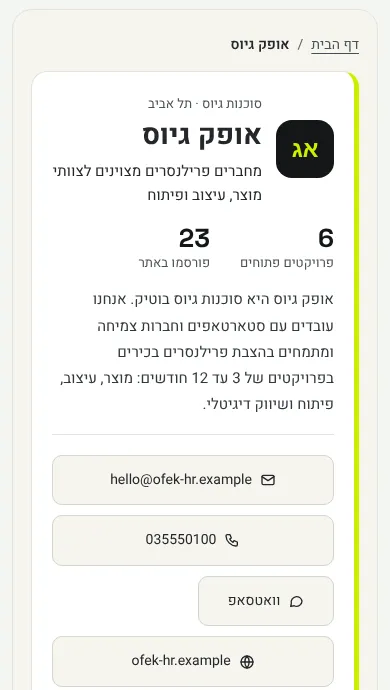 דף הבית / אופק גיוס
סוכנות גיוס · תל אביב
אג
אופק גיוס
מחברים פרילנסרים מצוינים לצוותי
מוצר, עיצוב ופיתוח
6
פרויקטים פתוחים
23
פורסמו באתר
אופק גיוס היא סוכנות גיוס בוטיק. אנחנו
עובדים עם סטארטאפים וחברות צמיחה
ומתמחים בהצבת פרילנסרים בכירים
בפרויקטים של 3 עד 12 חודשים: מוצר, עיצוב,
פיתוח ושיווק דיגיטלי.
hello@ofek-hr.example
035550100
וואטסאפ
ofek-hr.example